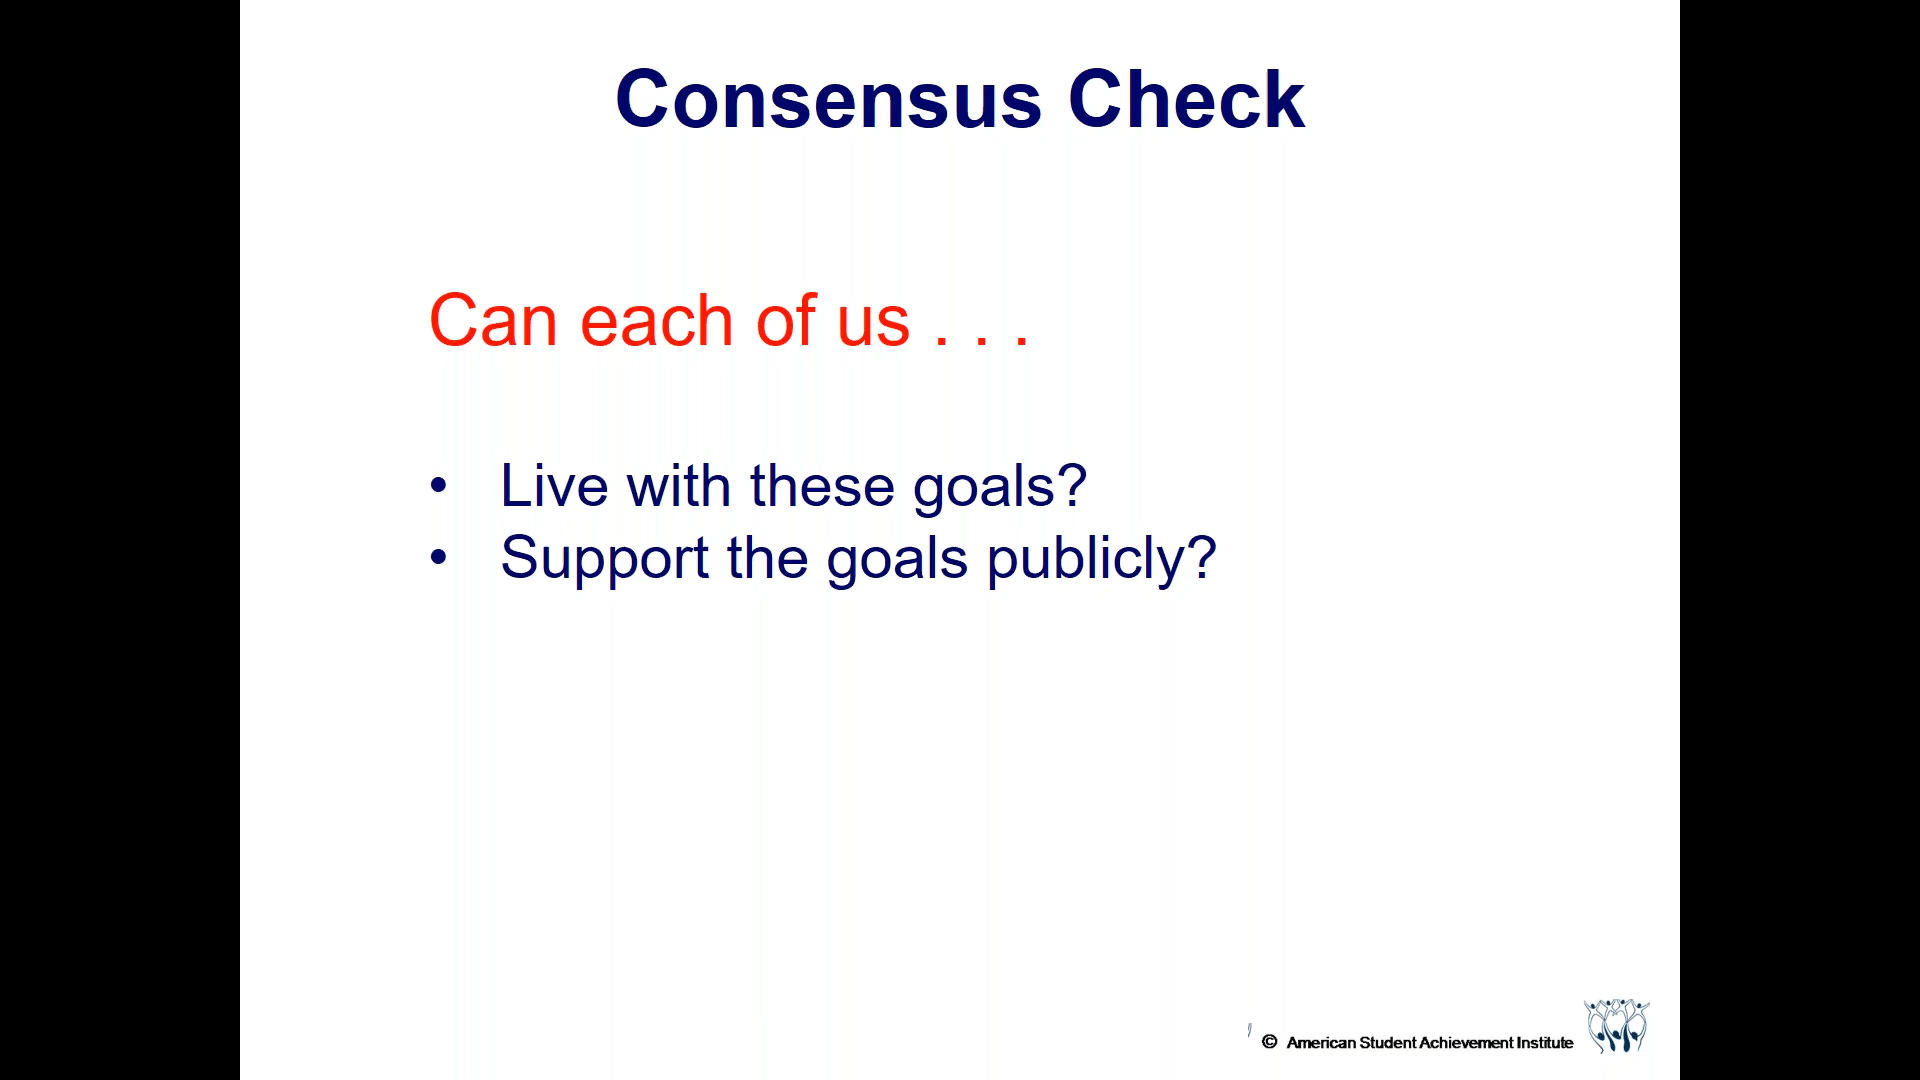 Consensus Check
Can each of us . . .
• Live with these goals?
• Support the goals publicly?
© American Student Achievement Institute